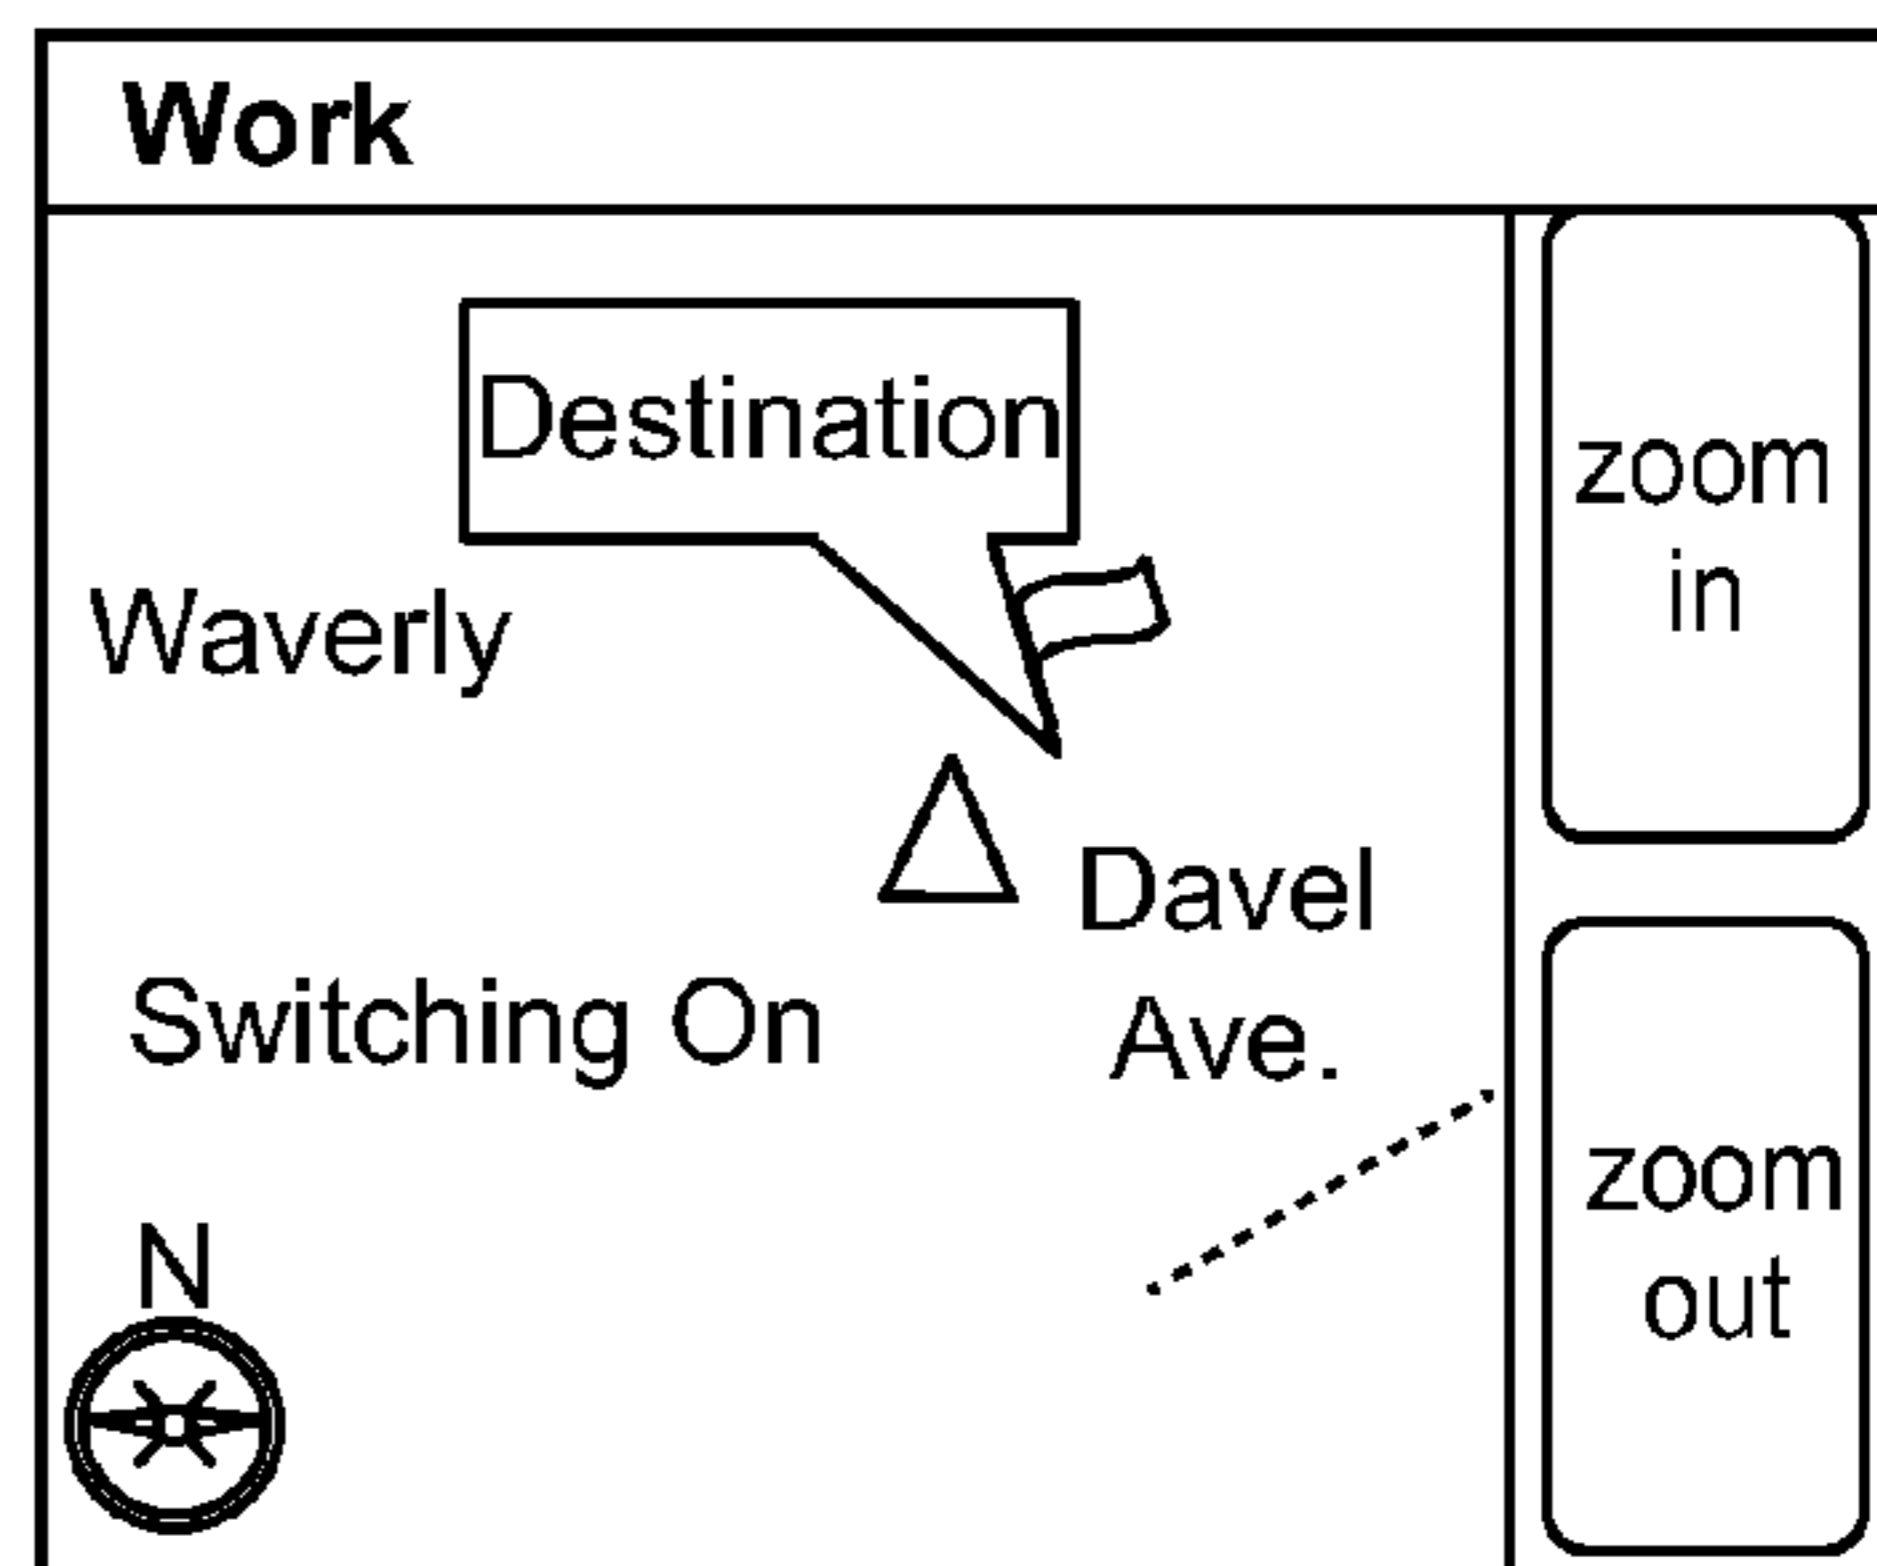 Work
Destination
zoom
in
Waverly
Davel
Ave.
Switching On
zoom
out
N